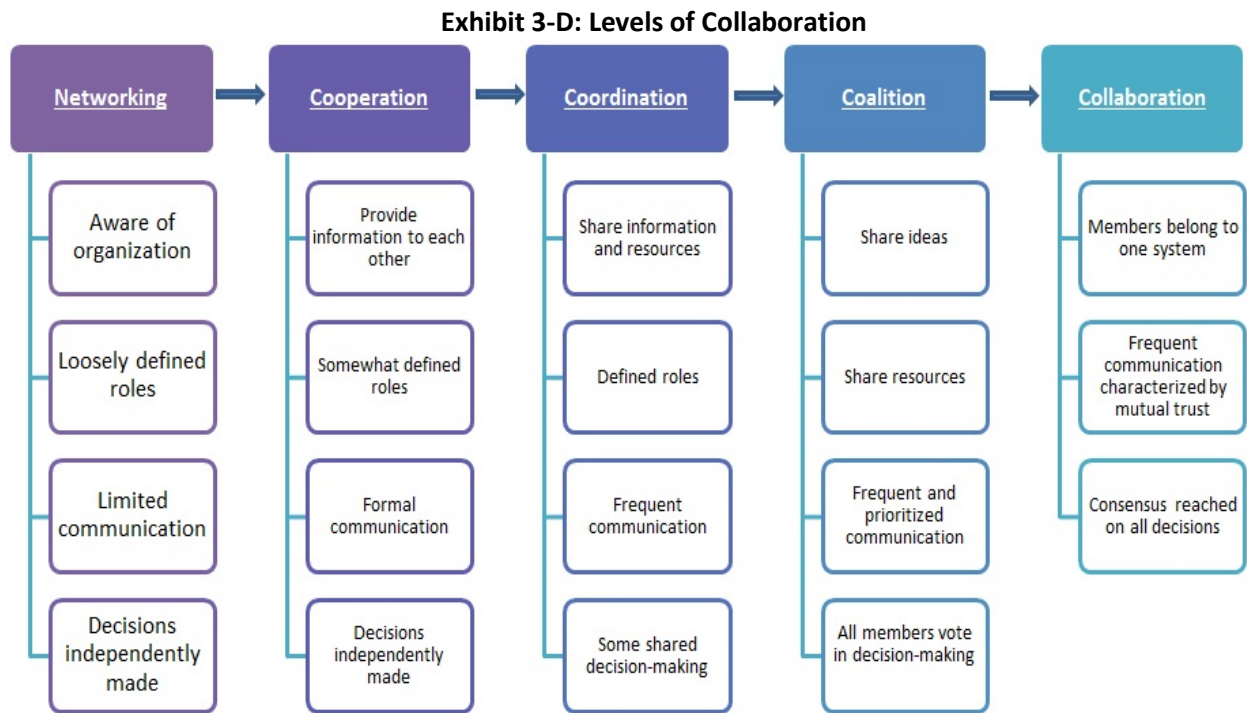 Exhibit 3-D: Levels of Collaboration
Networking
Aware of
organization
Loosely defined
roles
Limited
communication
Decisions
independently
made
Cooperation
Provide
information to each
other
Somewhat defined
roles
Formal
communication
Decisions
independently
made
Coordination
Share information
and resources
Defined roles
Frequent
communication
Some shared
decision-making
Coalition
Share ideas
Share resources
Frequent and
prioritized
communication
All members vote
in decision-making
Collaboration
Members belong to
one system
Frequent
communication
characterized by
mutual trust
Consensus reached
on all decisions